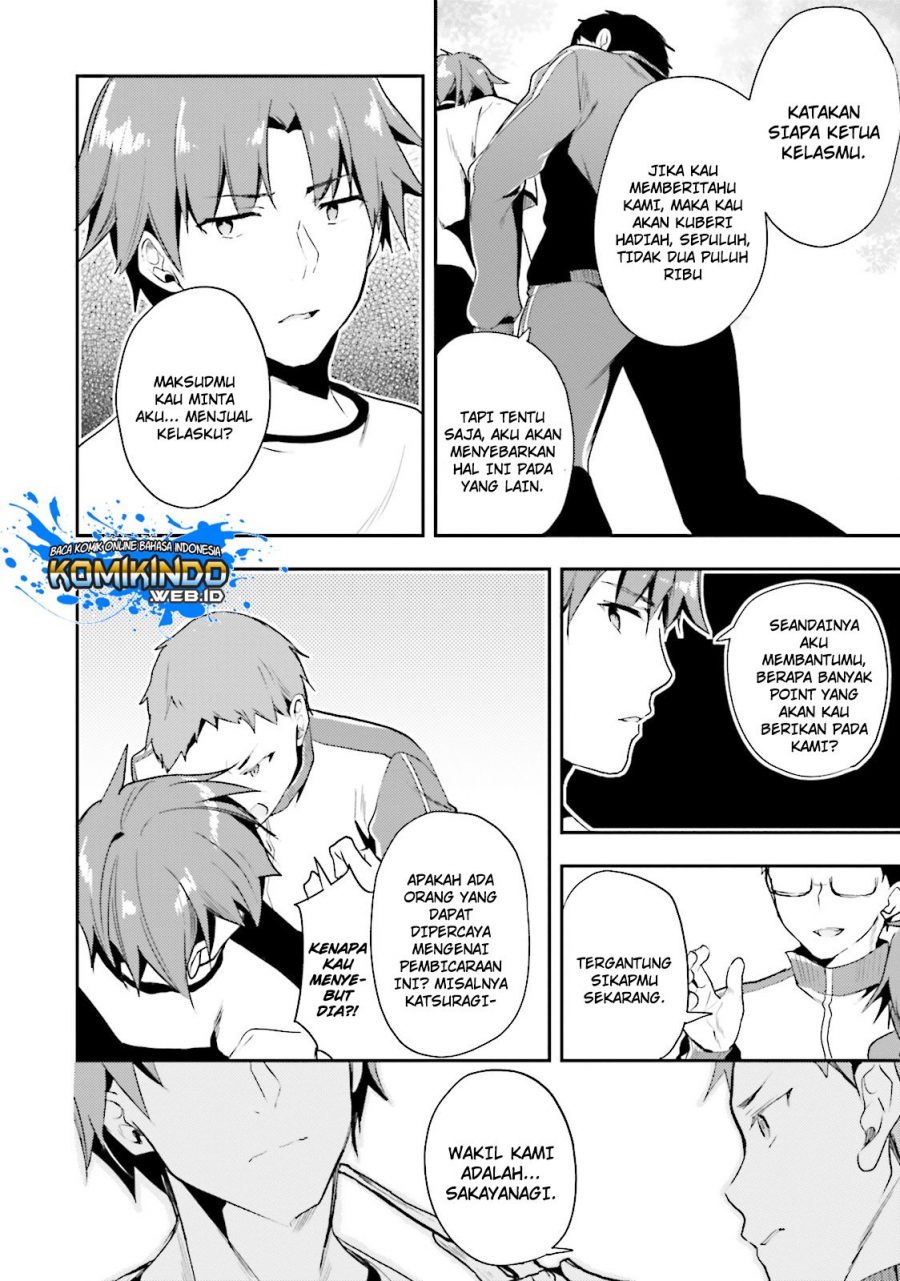 KATAKAN
SIAPA KETUA
KELASMU.
JIKA KAU
MEMBERITAHU
KAMI, MAKA KAU
AKAN KUBERI
HADIAH, SEPULUH,
TIDAK DUA PULUH
RIBU
TAPI TENTU
SAJA, AKU AKAN
MENYEBARKAN
HAL INI PADA
YANG LAIN.
MAKSUDMU
KAU MINTA
AKU... MENJUAL
KELASKU?
BACA KOMIK ONLINE BAHASA INDONESIA
KOMIKINDO
.WEB.ID
SEANDAINYA
AKU
MEMBANTUMU,
BERAPA BANYAK
POINT YANG
AKAN KAU
BERIKAN PADA
KAMI?
TERGANTUNG
SIKAPMU
SEKARANG.
APAKAH ADA
ORANG YANG
DAPAT
DIPERCAYA
MENGENAI
PEMBICARAAN
INI? MISALNYA
KATSURAGI-
KENAPA
KAU
MENYE-
BUT
DIA?!
WAKIL KAMI
ADALAH...
SAKAYANAGI.